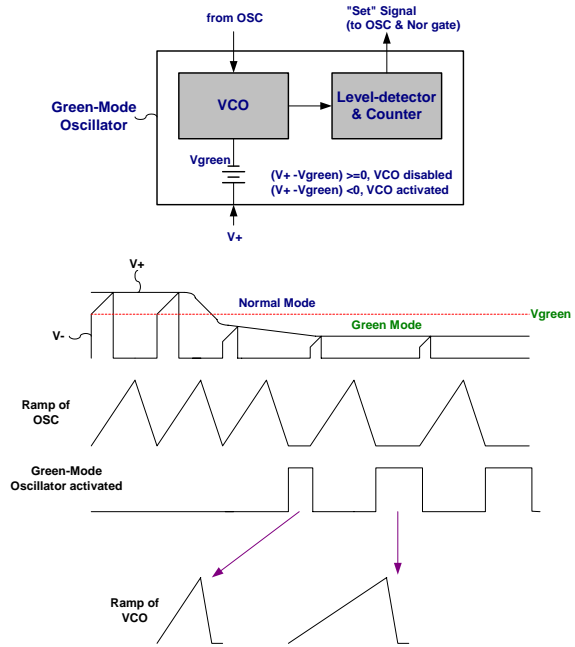 from OSC
"Set" Signal
(to OSC & Nor gate)
Green-Mode
Oscillator
VCO
Level-detector
& Counter
Vgreen
(V+ -Vgreen) >=0, VCO disabled
(V+ -Vgreen) <0, VCO activated
V+
V+
Normal Mode
Vgreen
Green Mode
V-
Ramp of
OSC
Green-Mode
Oscillator activated
Ramp of
VCO